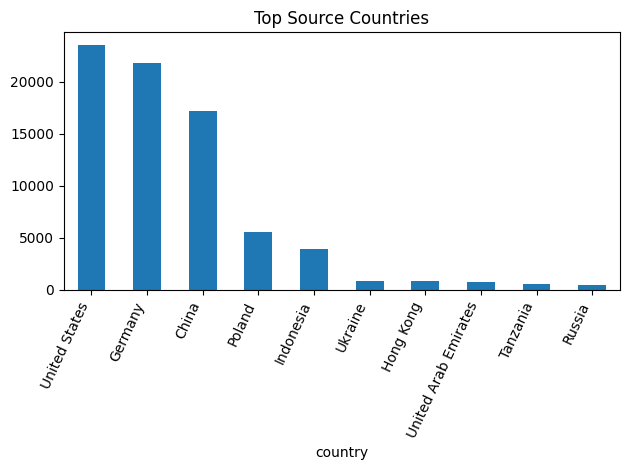 Top Source Countries
20000
15000
10000
5000
0
United States
Germany
China
Poland
Indonesia
Ukraine
Hong Kong
United Arab Emirates
Tanzania
Russia
country